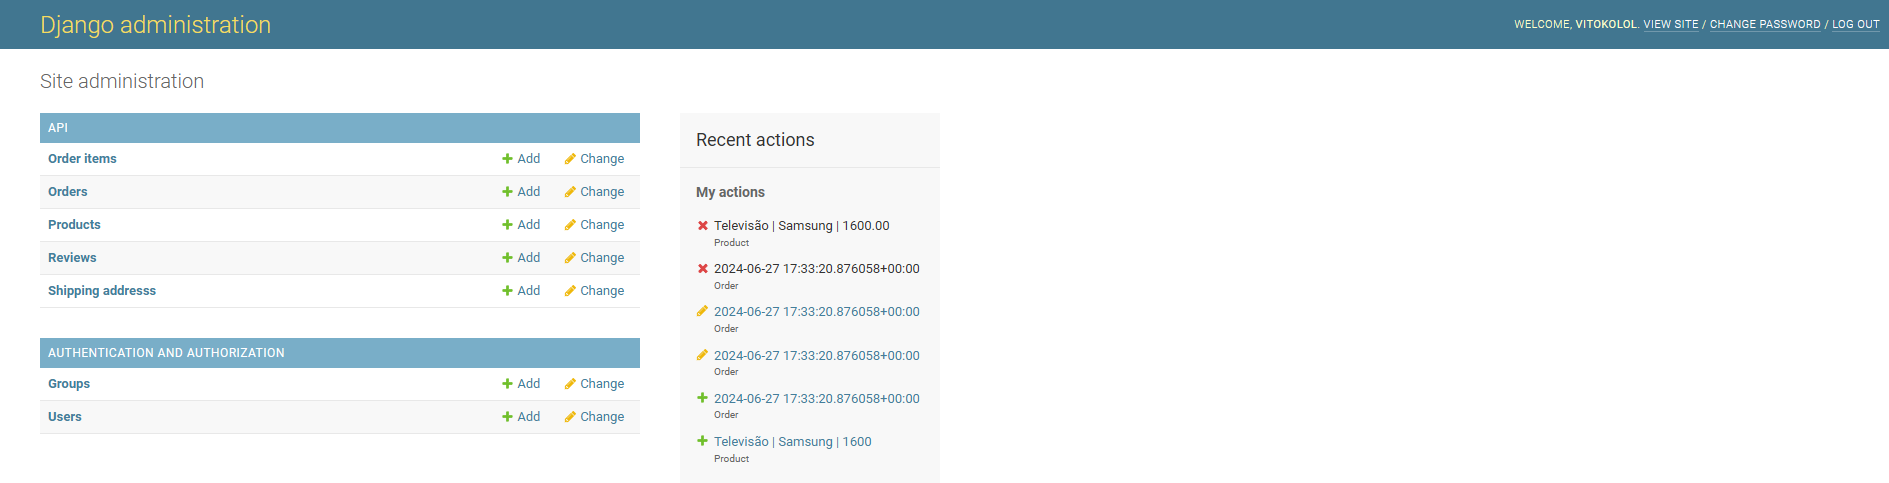 Django administration
WELCOME, VITOKOLOL. VIEW SITE / CHANGE PASSWORD / LOG OUT
Site administration
API
Order items Add Change
Orders Add Change
Products Add Change
Reviews Add Change
Shipping addresss Add Change
AUTHENTICATION AND AUTHORIZATION
Groups Add Change
Users Add Change
Recent actions
My actions
Televisão | Samsung | 1600.00
Product
2024-06-27 17:33:20.876058+00:00
Order
2024-06-27 17:33:20.876058+00:00
Order
2024-06-27 17:33:20.876058+00:00
Order
2024-06-27 17:33:20.876058+00:00
Order
Televisão | Samsung | 1600
Product